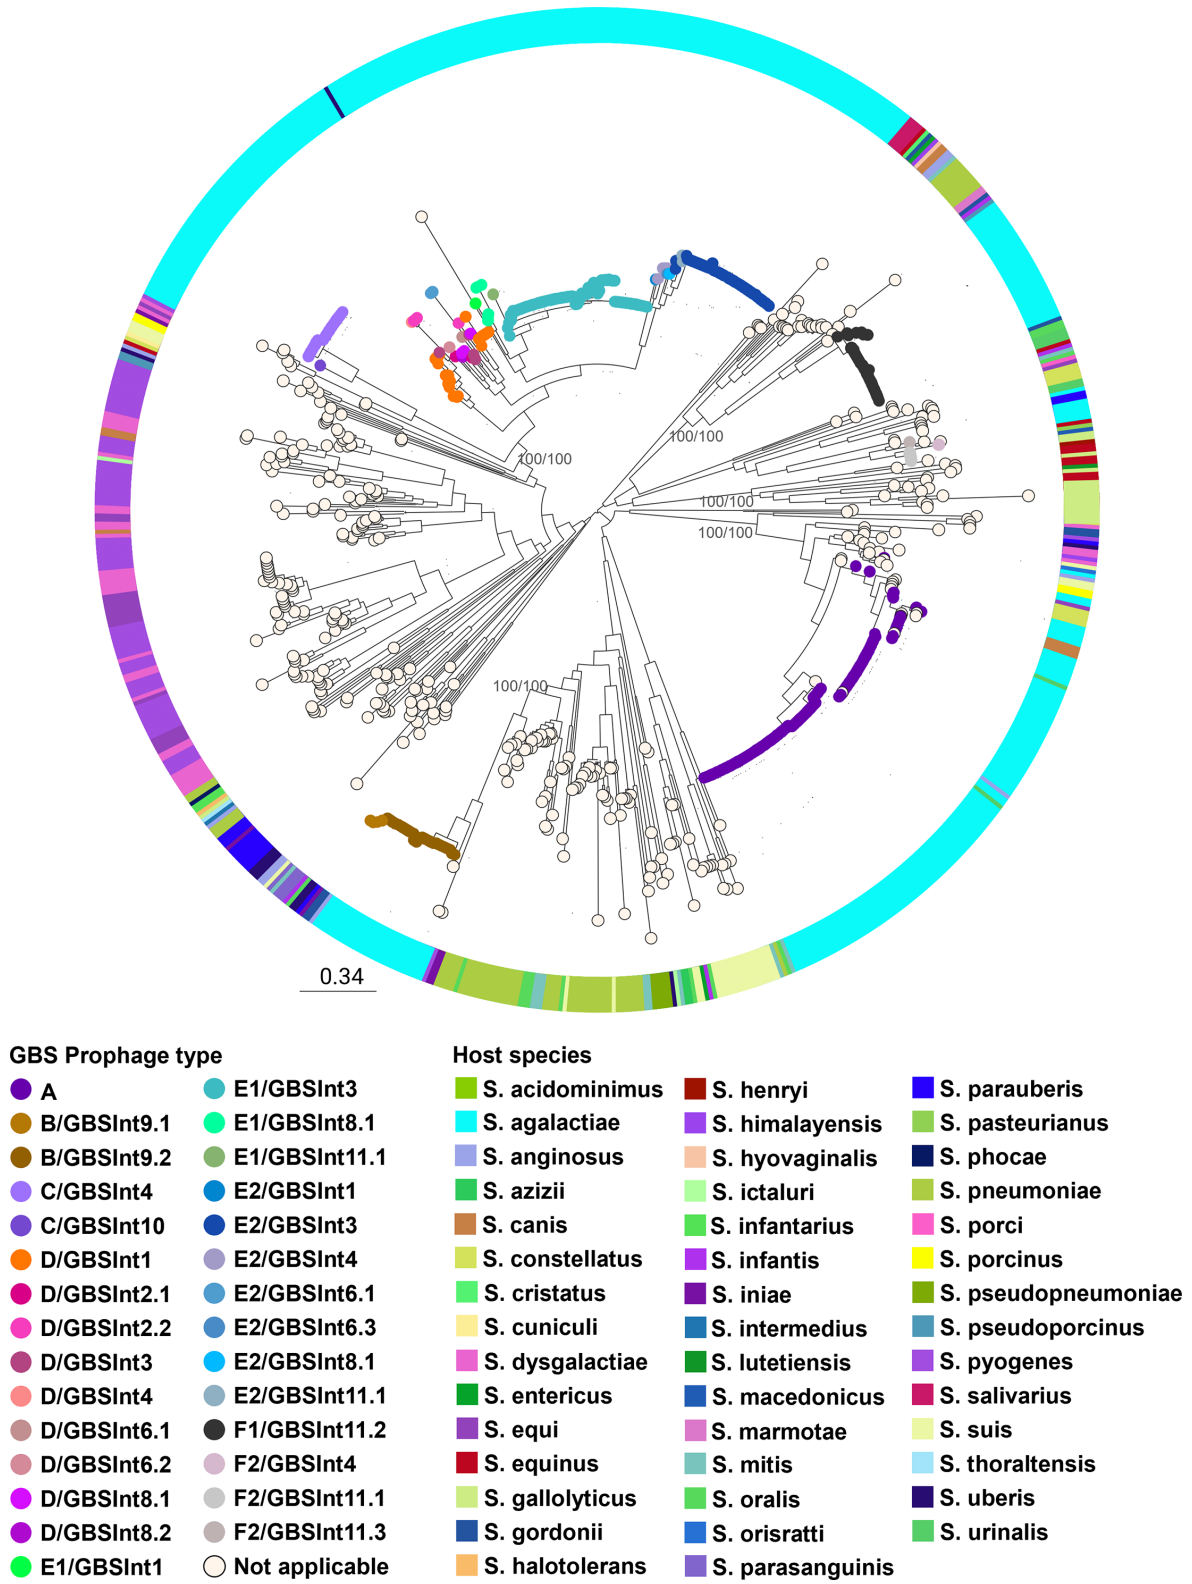 100/100
100/100
100/100
100/100
100/100
0.34
GBS Prophage type
A
B/GBSInt9.1
B/GBSInt9.2
C/GBSInt4
C/GBSInt10
D/GBSInt1
D/GBSInt2.1
D/GBSInt2.2
D/GBSInt3
D/GBSInt4
D/GBSInt6.1
D/GBSInt6.2
D/GBSInt8.1
D/GBSInt8.2
E1/GBSInt1
E1/GBSInt3
E1/GBSInt8.1
E1/GBSInt11.1
E2/GBSInt1
E2/GBSInt3
E2/GBSInt4
E2/GBSInt6.1
E2/GBSInt6.3
E2/GBSInt8.1
E2/GBSInt11.1
F1/GBSInt11.2
F2/GBSInt4
F2/GBSInt11.1
F2/GBSInt11.3
Not applicable
Host species
S. acidominimus
S. agalactiae
S. anginosus
S. azizii
S. canis
S. constellatus
S. cristatus
S. cuniculi
S. dysgalactiae
S. entericus
S. equi
S. equinus
S. gallolyticus
S. gordonii
S. halotolerans
S. henryi
S. himalayensis
S. hyovaginalis
S. ictaluri
S. infantarius
S. infantis
S. iniae
S. intermedius
S. lutetiensis
S. macedonicus
S. marmotae
S. mitis
S. oralis
S. orisratti
S. parasanguinis
S. parauberis
S. pasteurianus
S. phocae
S. pneumoniae
S. porci
S. porcinus
S. pseudopneumoniae
S. pseudoporcinus
S. pyogenes
S. salivarius
S. suis
S. thoraltensis
S. uberis
S. urinalis